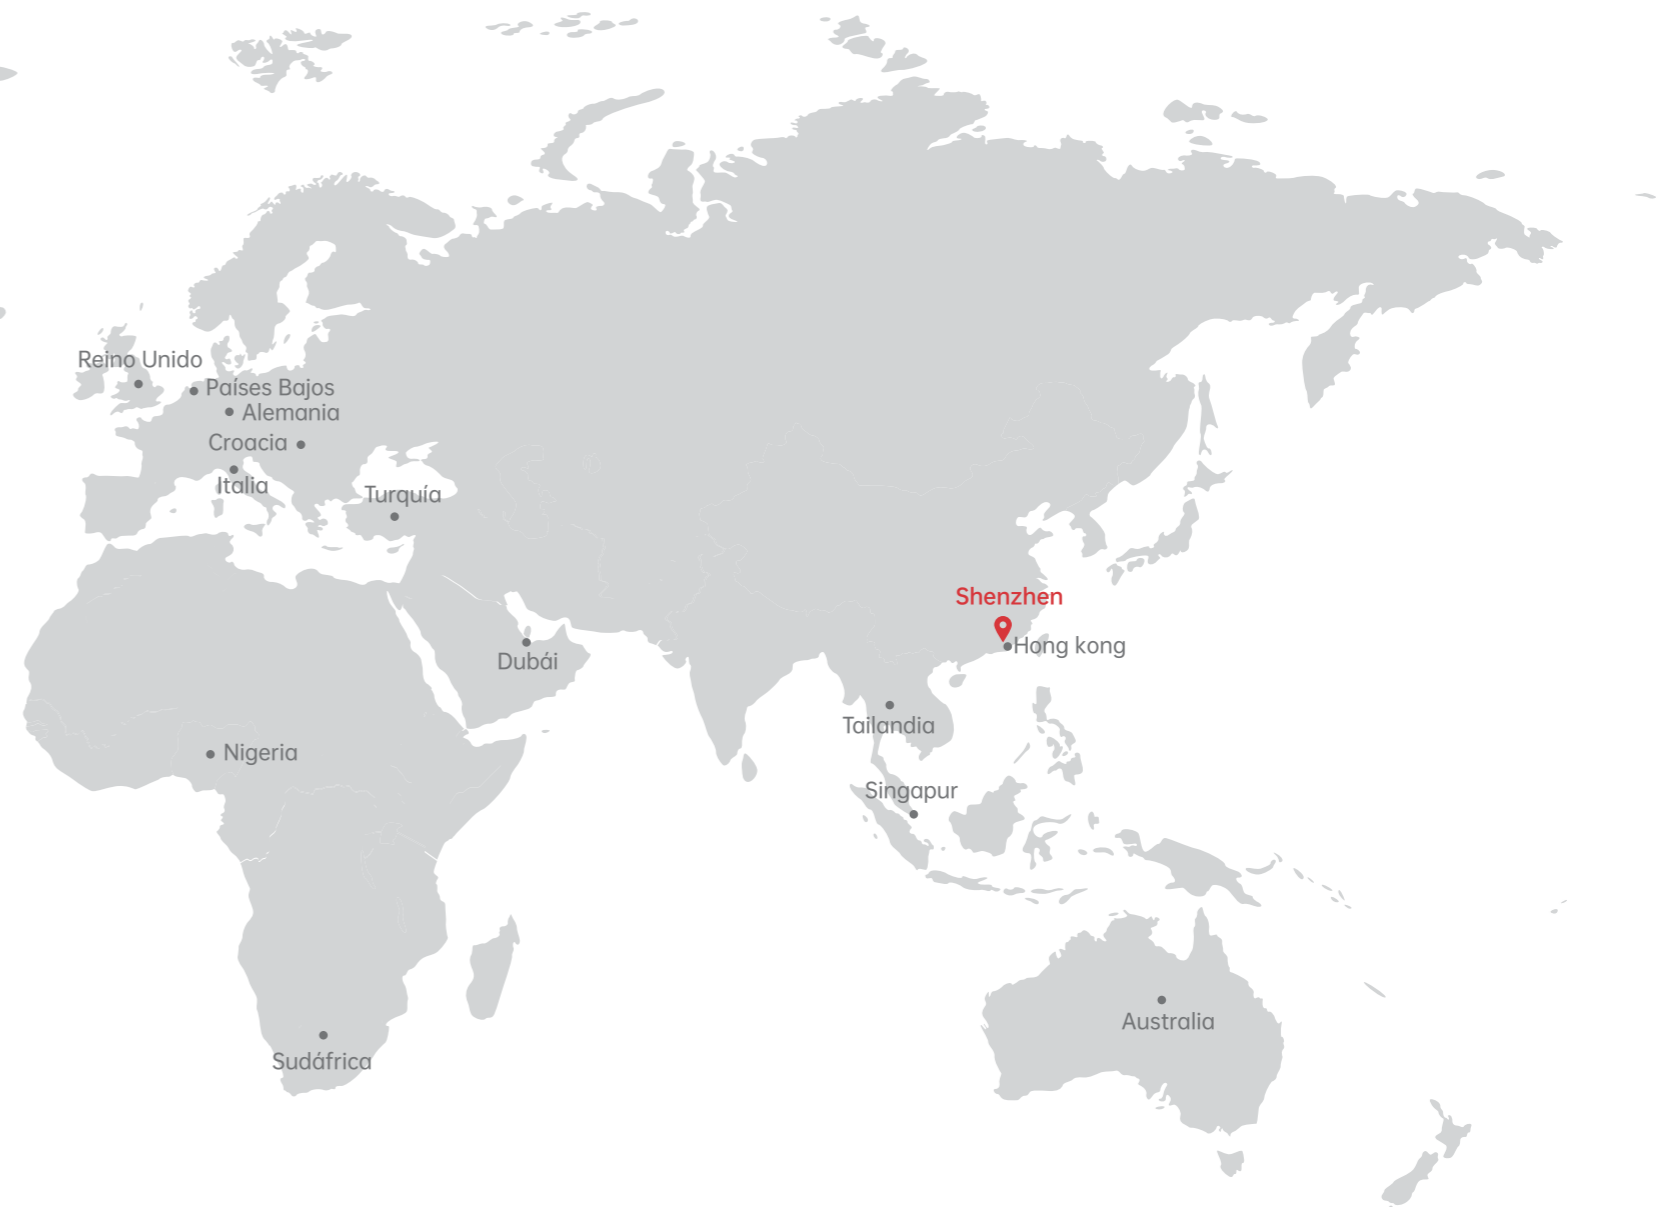 Reino Unido
Países Bajos
Alemania
Croacia
Italia
Turquía
Shenzhen
Hong kong
Dubái
Tailandia
Nigeria
Singapur
Australia
Sudáfrica